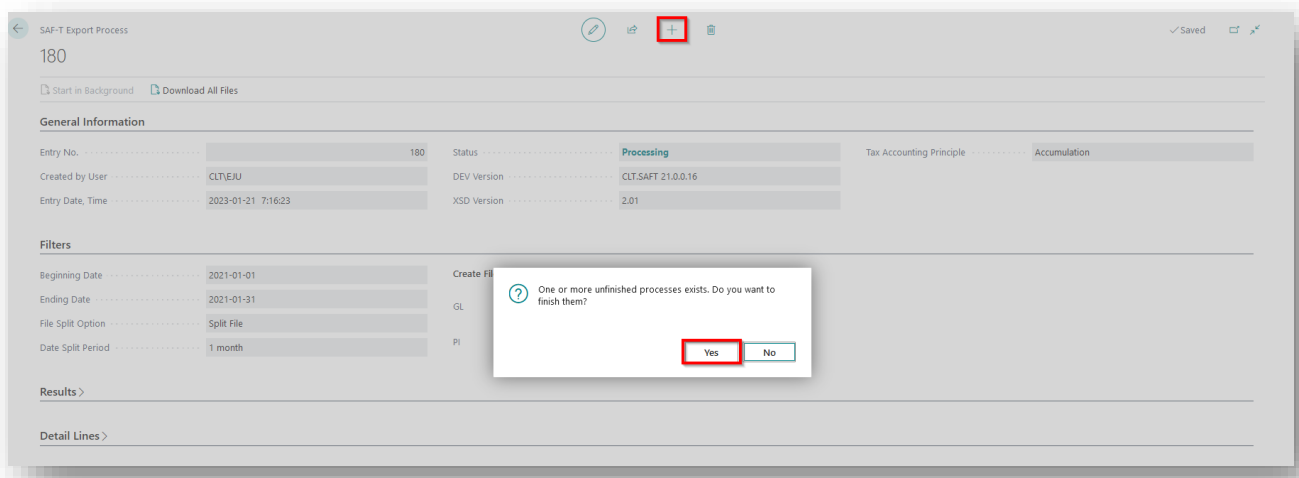 SAF-T Export Process
Saved
180
Start in Background Download All Files
General Information
Entry No. 180 Status Processing Tax Accounting Principle Accumulation
Created by User CLT\EJU DEV Version CLT.SAFT 21.0.0.16
Entry Date, Time 2023-01-21 7:16:23 XSD Version 2.01
Filters
Beginning Date 2021-01-01 Create Fil
Ending Date 2021-01-31 GL
File Split Option Split File
Date Split Period 1 month PI
One or more unfinished processes exists. Do you want to
finish them?
Yes No
Results
Detail Lines